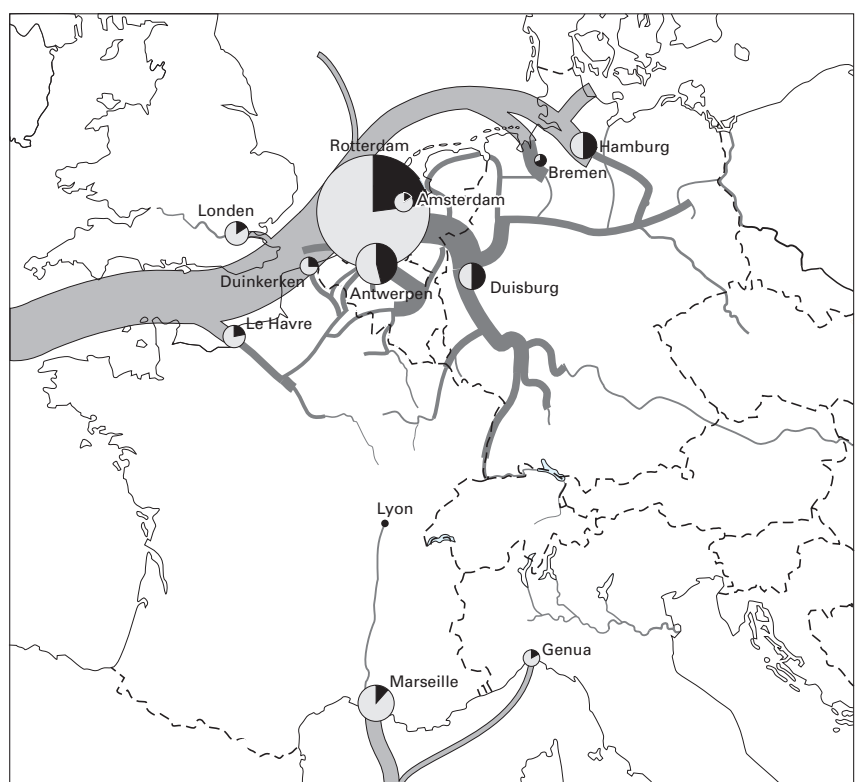 Rotterdam
Hamburg
Bremen
Amsterdam
Londen
Duinkerken
Antwerpen
Duisburg
Le Havre
Lyon
Genua
Marseille